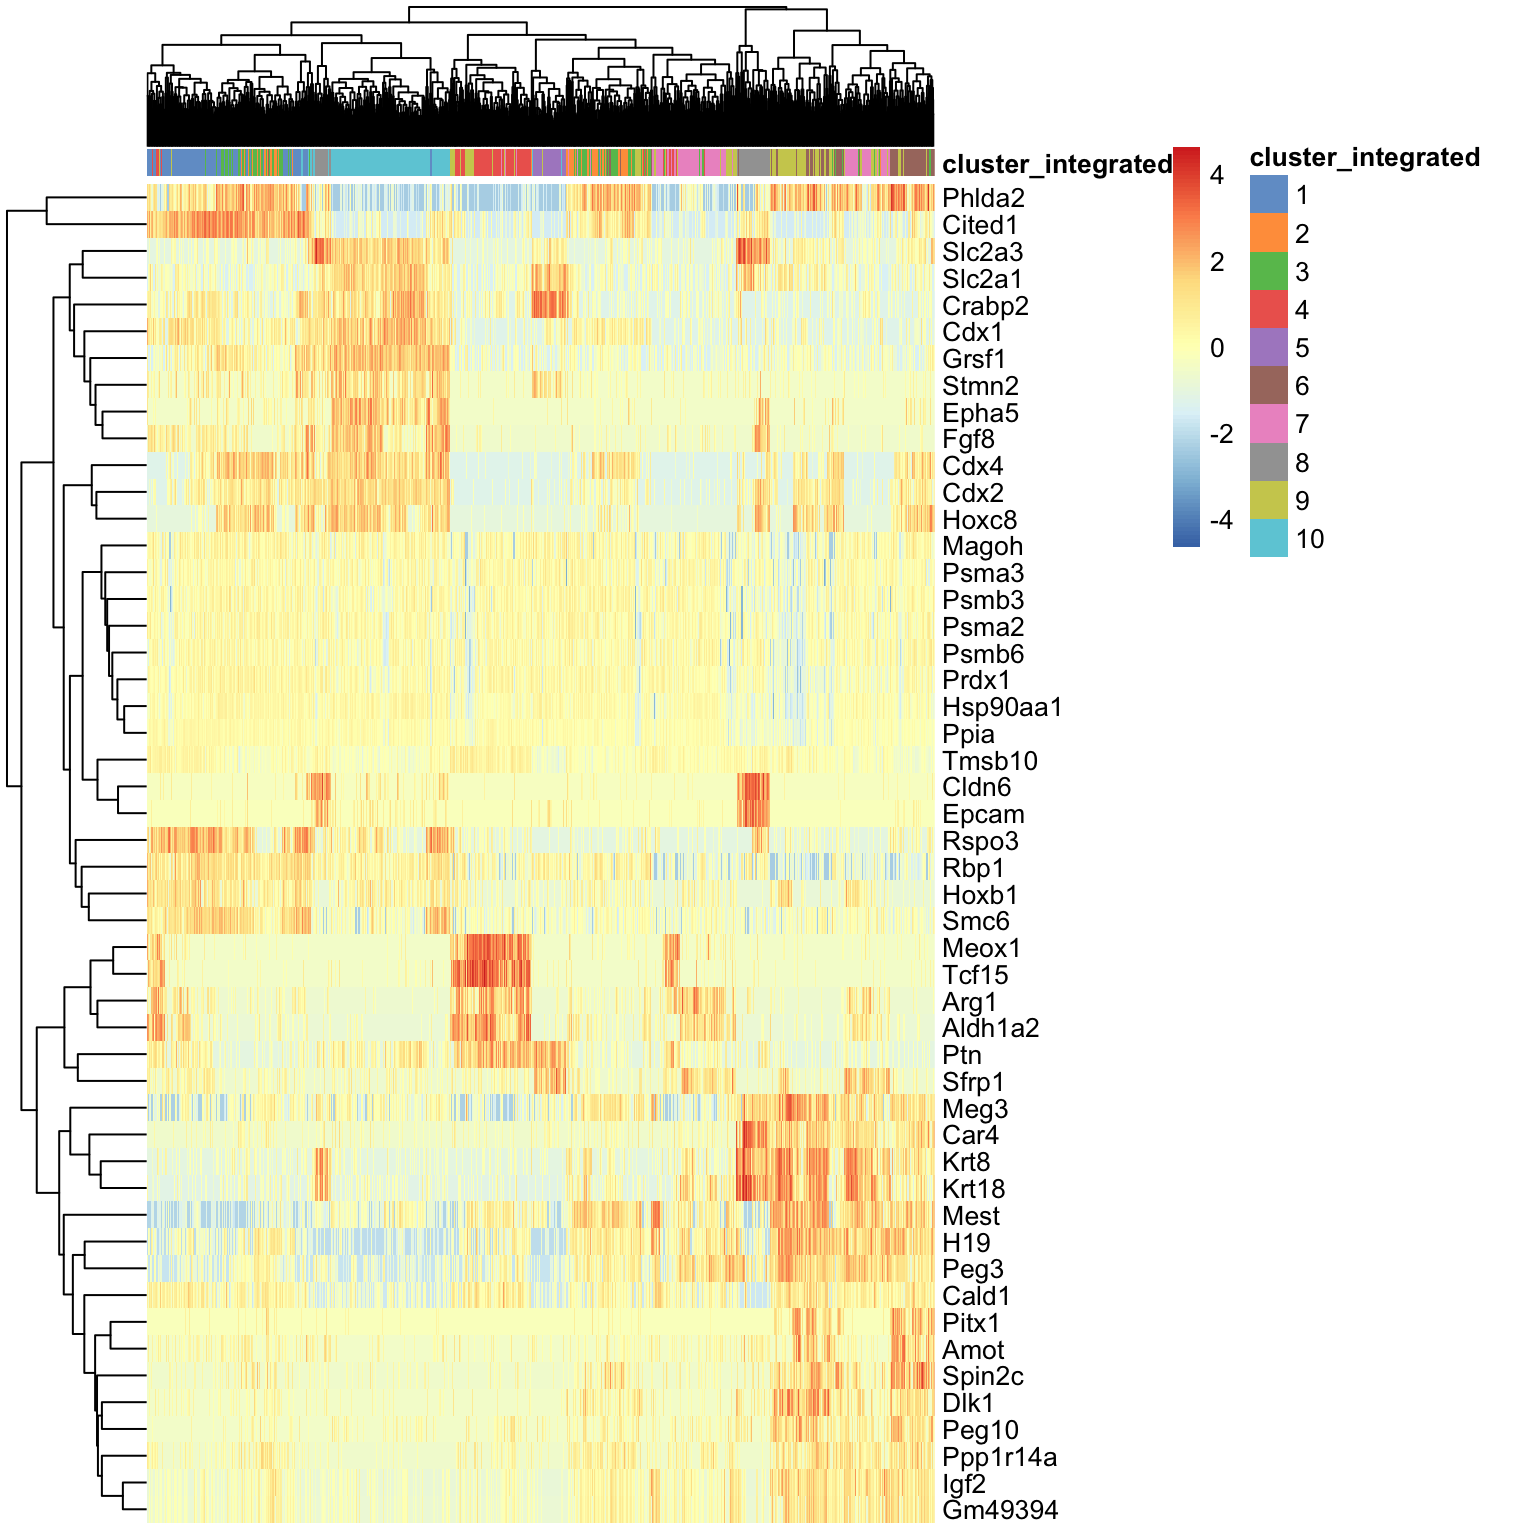 cluster_integrated
Phlda2
Cited1
Slc2a3
Slc2a1
Crabp2
Cdx1
Grsf1
Stmn2
Epha5
Fgf8
Cdx4
Cdx2
Hoxc8
Magoh
Psma3
Psmb3
Psma2
Psmb6
Prdx1
Hsp90aa1
Ppia
Tmsb10
Cldn6
Epcam
Rspo3
Rbp1
Hoxb1
Smc6
Meox1
Tcf15
Arg1
Aldh1a2
Ptn
Sfrp1
Meg3
Car4
Krt8
Krt18
Mest
H19
Peg3
Cald1
Pitx1
Amot
Spin2c
Dlk1
Peg10
Ppp1r14a
Igf2
Gm49394
4
2
0
-2
-4
cluster_integrated
1
2
3
4
5
6
7
8
9
10